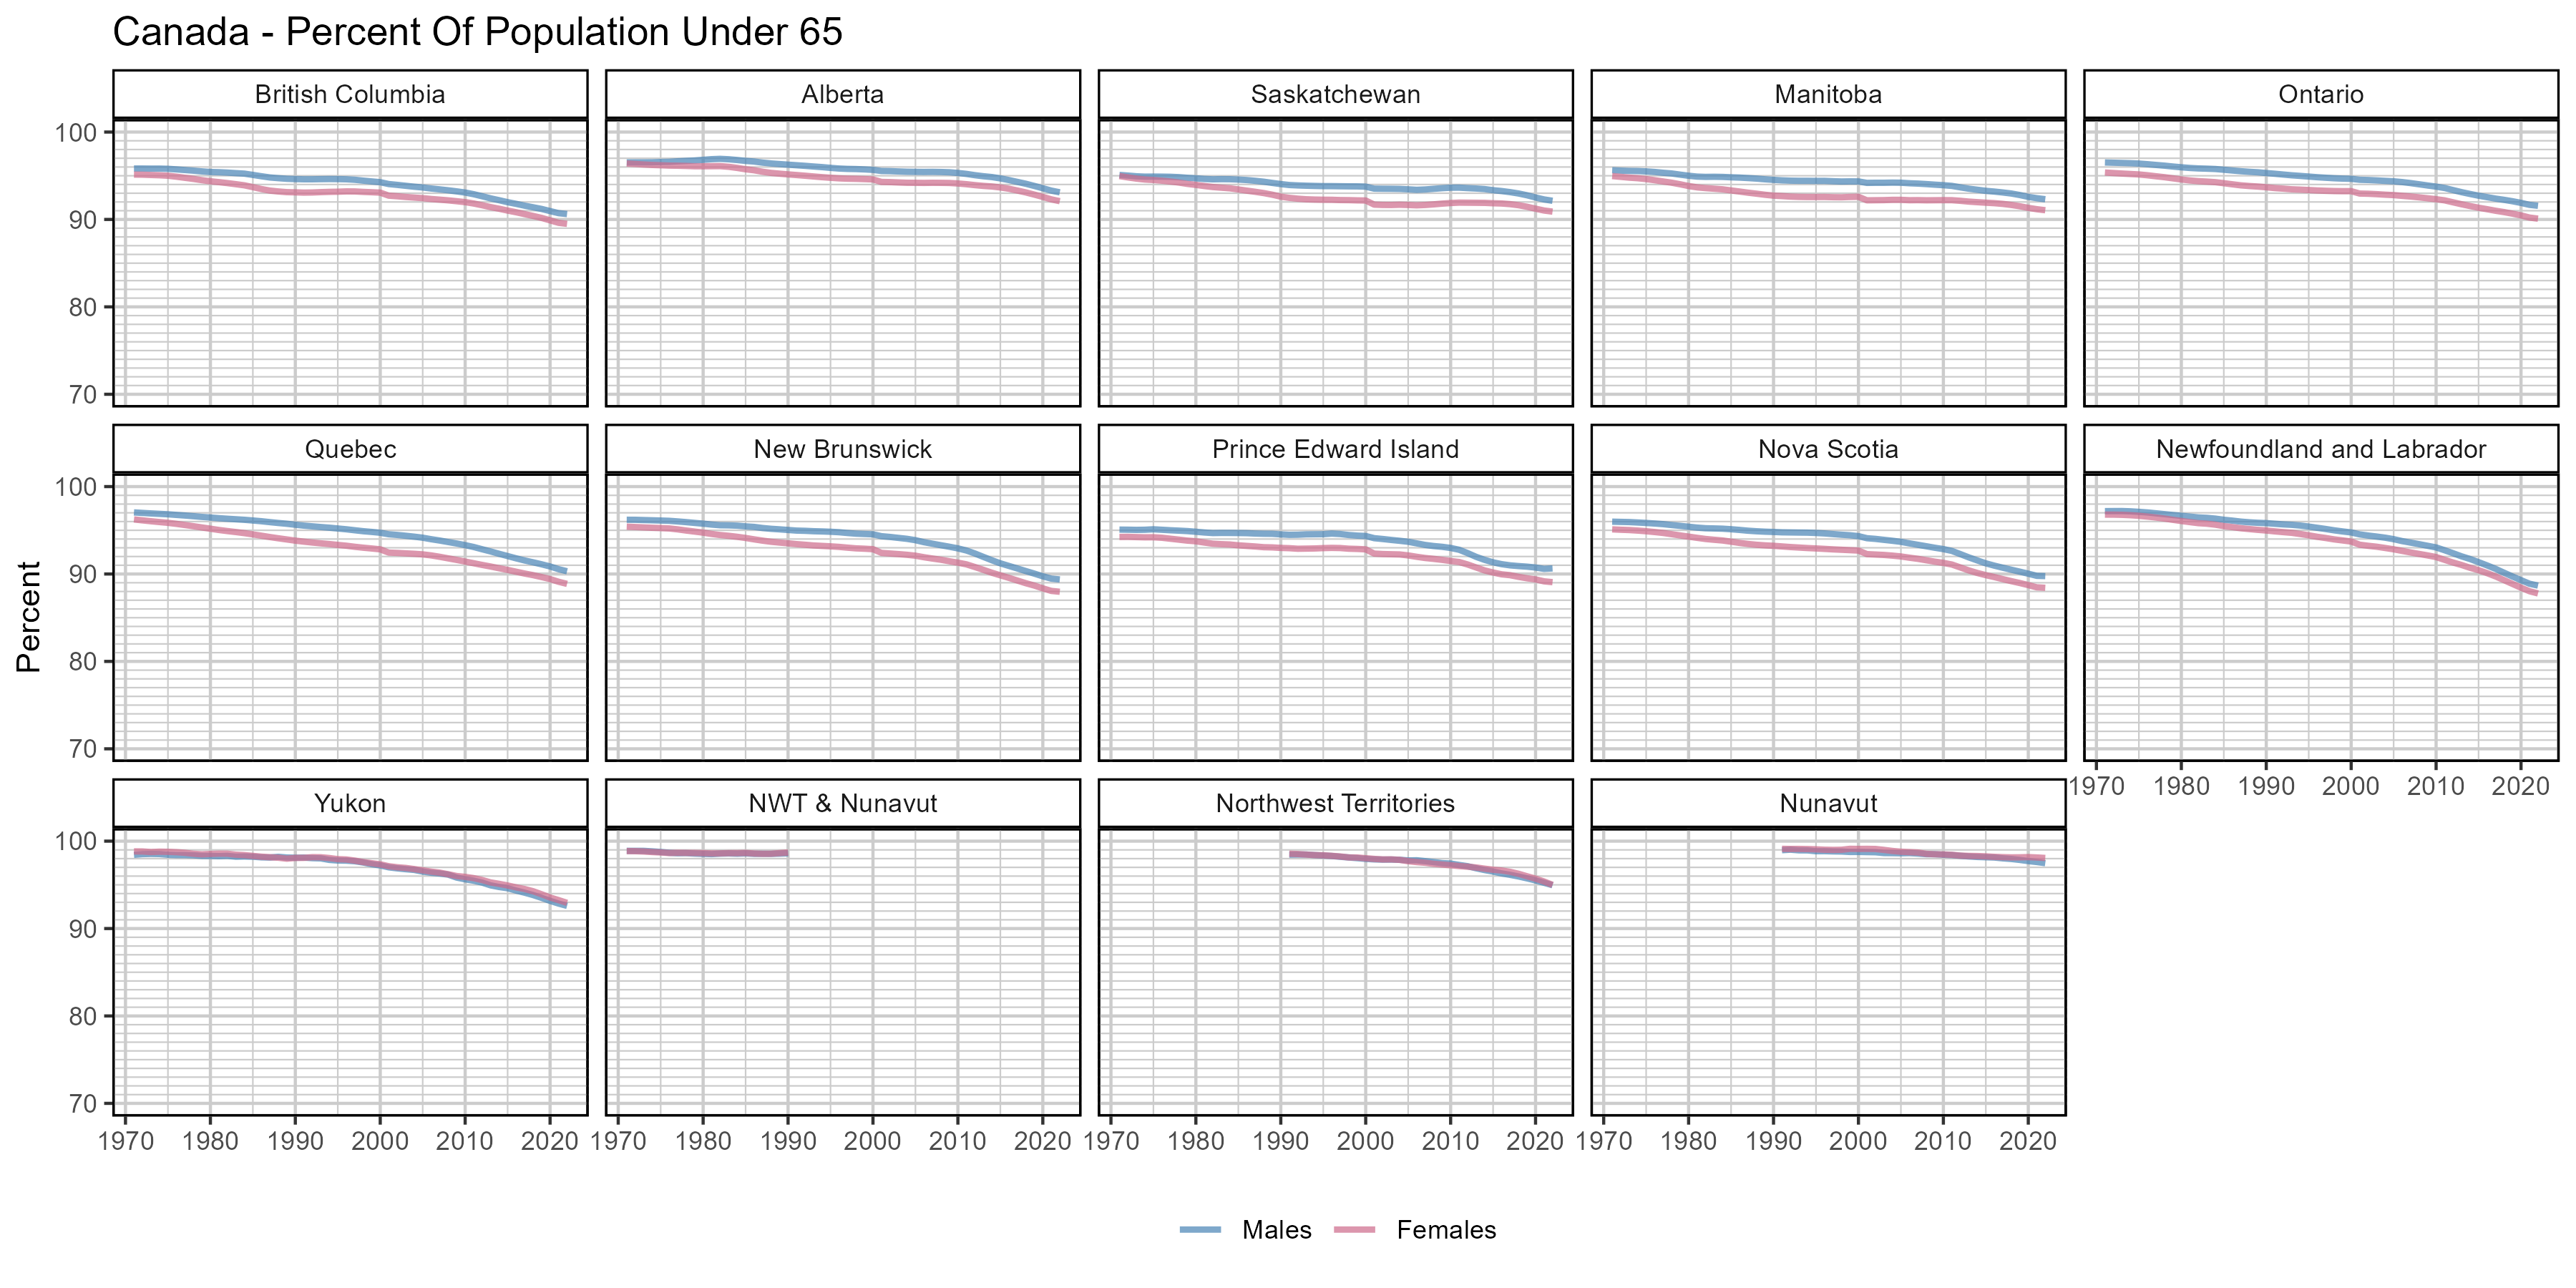 Canada - Percent Of Population Under 65
British Columbia
Alberta
Saskatchewan
Manitoba
Ontario
100
90
80
70
Quebec
New Brunswick
Prince Edward Island
Nova Scotia
Newfoundland and Labrador
100
90
80
70
1970 1980 1990 2000 2010 2020
Percent
Yukon
NWT & Nunavut
Northwest Territories
Nunavut
100
90
80
70
1970 1980 1990 2000 2010 2020
1970 1980 1990 2000 2010 2020
1970 1980 1990 2000 2010 2020
1970 1980 1990 2000 2010 2020
Males Females